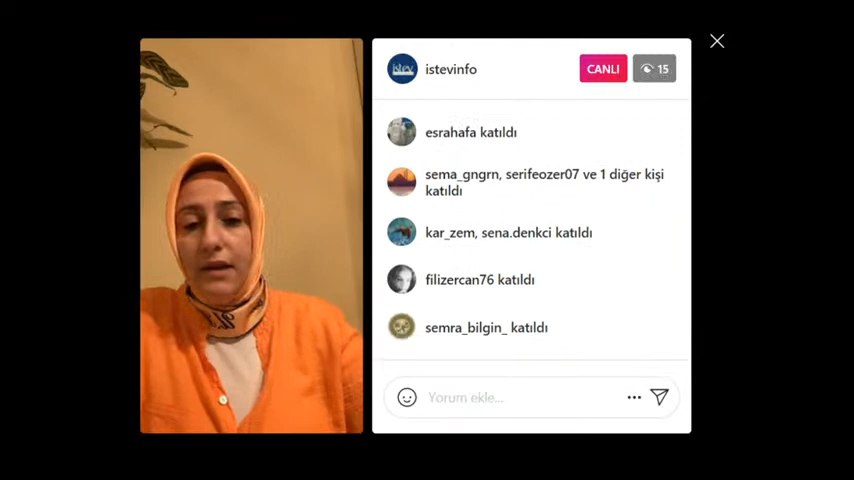 istev
istevinfo
CANLI
15
esrahafa katıldı
sema_gngrn, serifeozer07 ve 1 diğer kişi
katıldı
kar_zem, sena.denkci katıldı
filizercan76 katıldı
semra_bilgin_ katıldı
Yorum ekle...